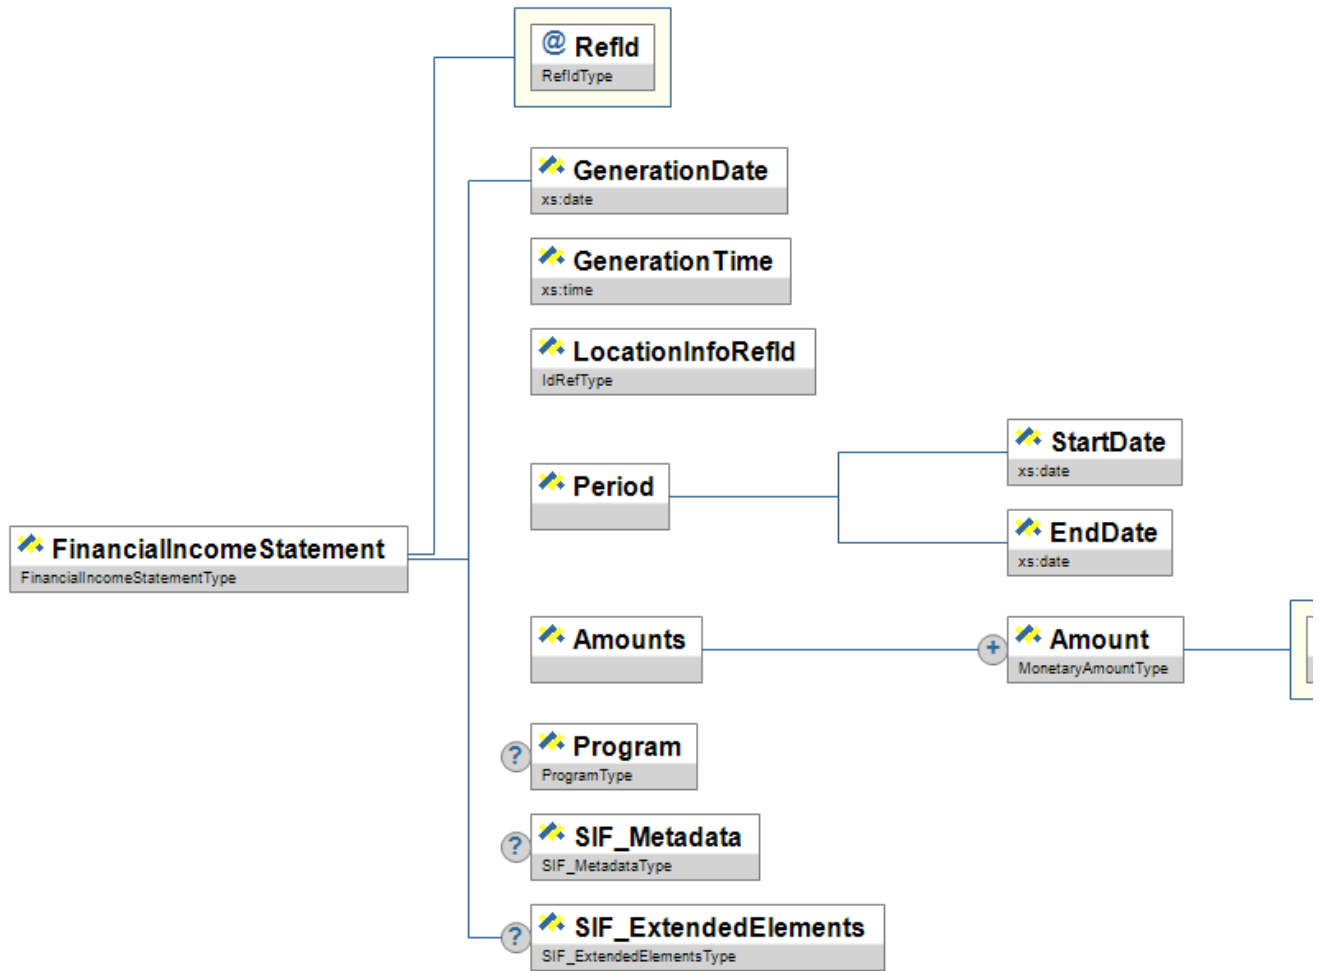 @ RefId
RefIdType
GenerationDate
xs:date
GenerationTime
xs:time
LocationInfoRefId
IdRefType
StartDate
xs:date
Period
EndDate
xs:date
FinancialIncomeStatement
FinancialIncomeStatementType
Amounts
+ Amount
MonetaryAmountType
? Program
ProgramType
? SIF_Metadata
SIF_MetadataType
? SIF_ExtendedElements
SIF_ExtendedElementsType